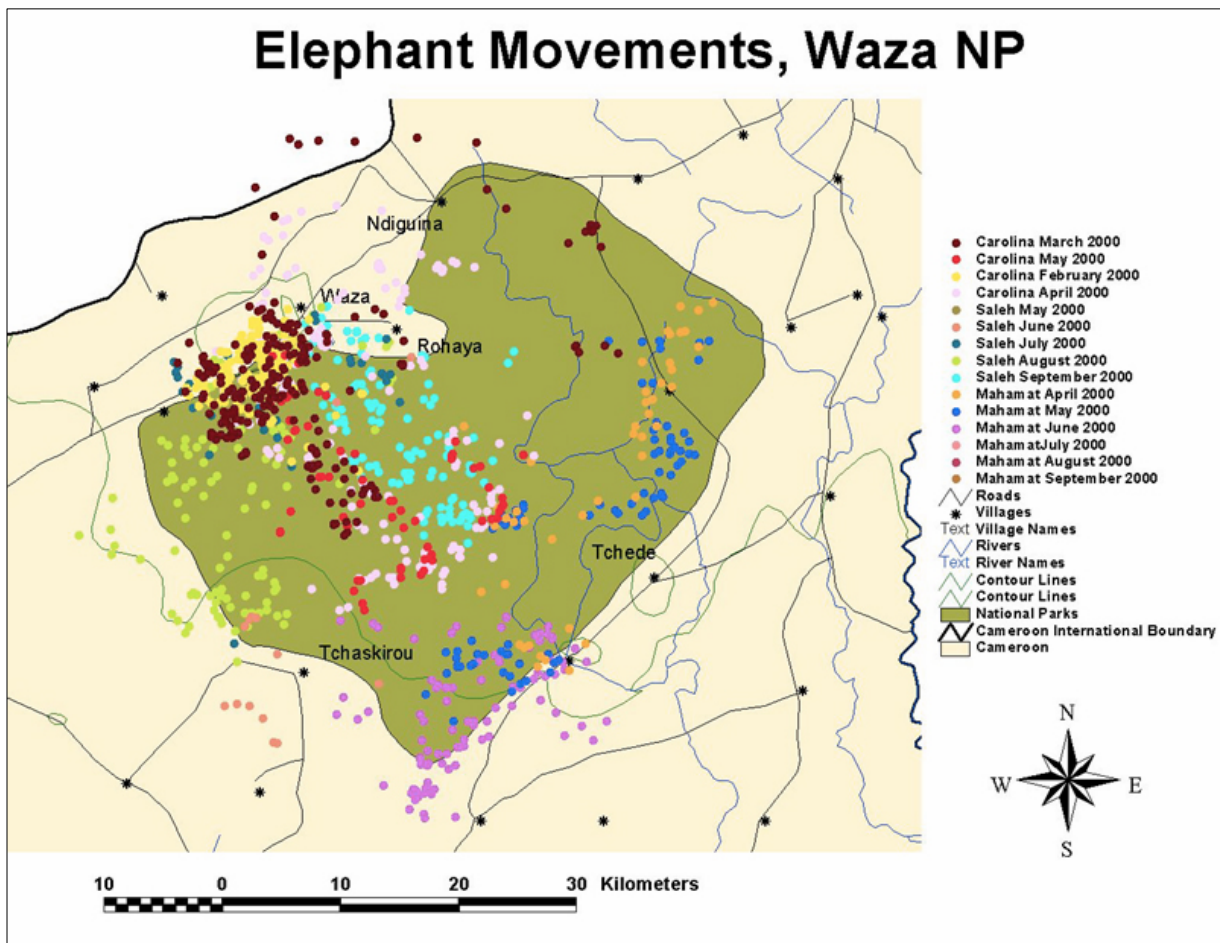 Elephant Movements, Waza NP
Ndiguina
Waza
Rohaya
Tchede
Tchaskirou
Carolina March 2000
Carolina May 2000
Carolina February 2000
Carolina April 2000
Saleh May 2000
Saleh June 2000
Saleh July 2000
Saleh August 2000
Saleh September 2000
Mahamat April 2000
Mahamat May 2000
Mahamat June 2000
MahamatJuly 2000
Mahamat August 2000
Mahamat September 2000
Roads
Villages
Text Village Names
Rivers
Text River Names
Contour Lines
Contour Lines
National Parks
Cameroon International Boundary
Cameroon
N
W E
S
10 0 10 20 30 Kilometers